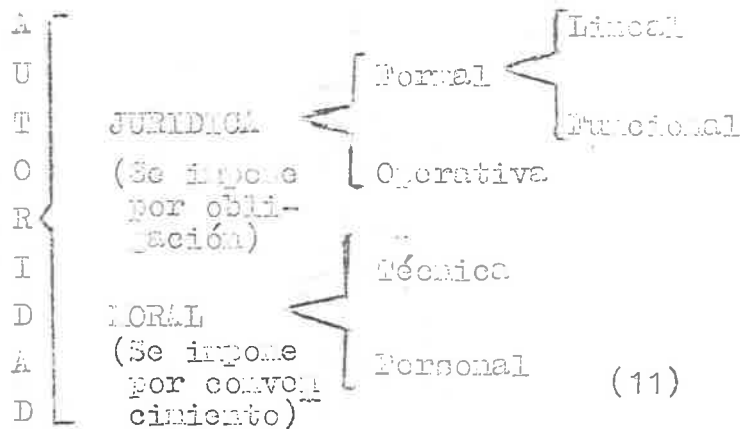 AUTORIDAD
JURIDICA
(Se impone
por obli-
gación)
Formal
Lineal
Funcional
Operativa
MORAL
(Se impone
por conven
cimiento)
Técnica
Personal
(11)